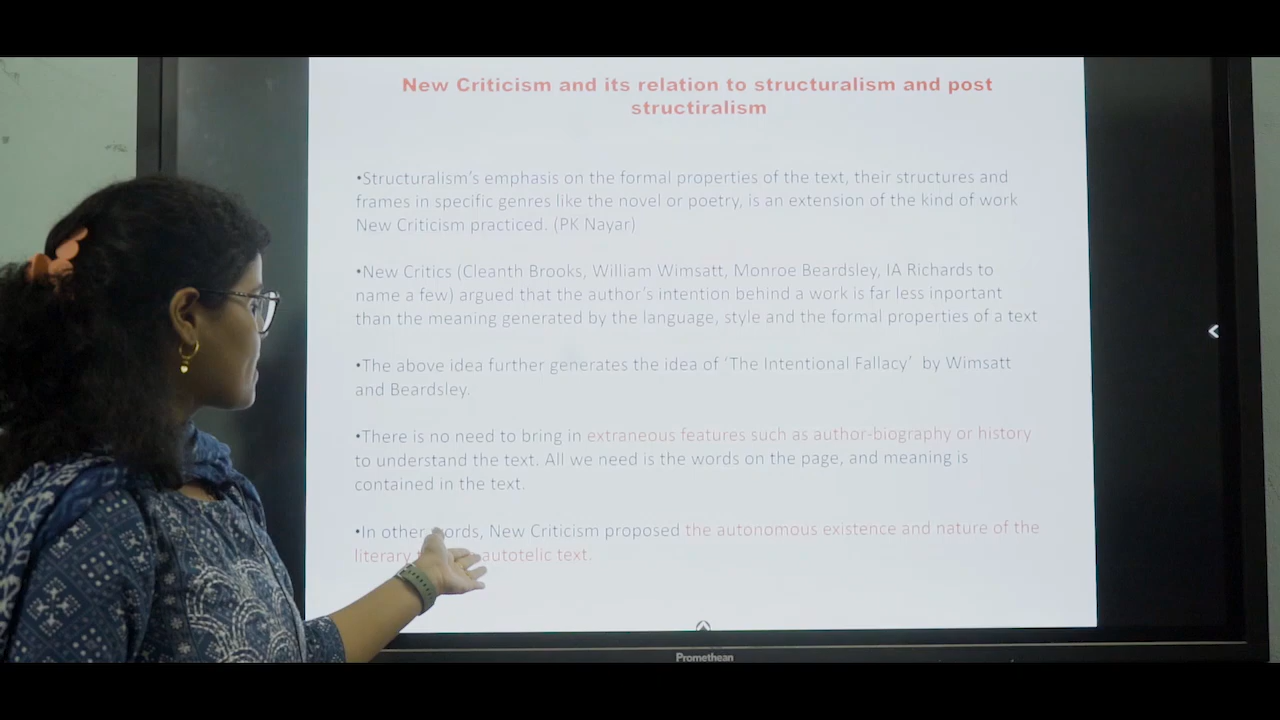 New Criticism and its relation to structuralism and post
structiralism
•Structuralism's emphasis on the formal properties of the text, their structures and
frames in specific genres like the novel or poetry, is an extension of the kind of work
New Criticism practiced. (PK Nayar)
•New Critics (Cleanth Brooks, William Wimsatt, Monroe Beardsley, IA Richards to
name a few) argued that the author's intention behind a work is far less inportant
than the meaning generated by the language, style and the formal properties of a text
•The above idea further generates the idea of ‘The Intentional Fallacy’ by Wimsatt
and Beardsley.
•There is no need to bring in extraneous features such as author-biography or history
to understand the text. All we need is the words on the page, and meaning is
contained in the text.
•In other words, New Criticism proposed the autonomous existence and nature of the
literary autotelic text.
Promethean